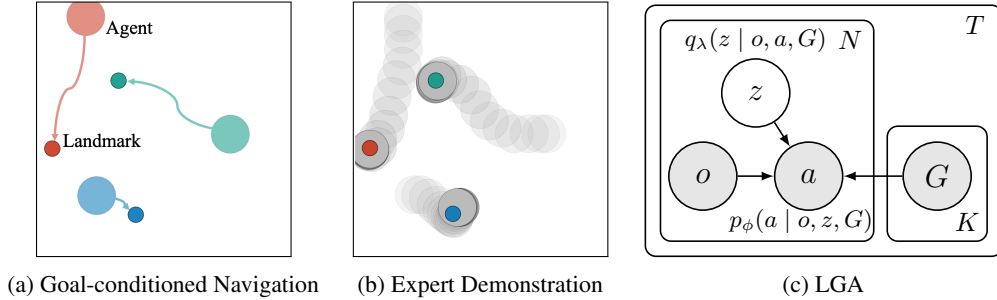 Agent
Landmark
(a) Goal-conditioned Navigation
(b) Expert Demonstration
T
q_λ(z | o, a, G) N
z
o
a
G
p_ϕ(a | o, z, G)
K
(c) LGA